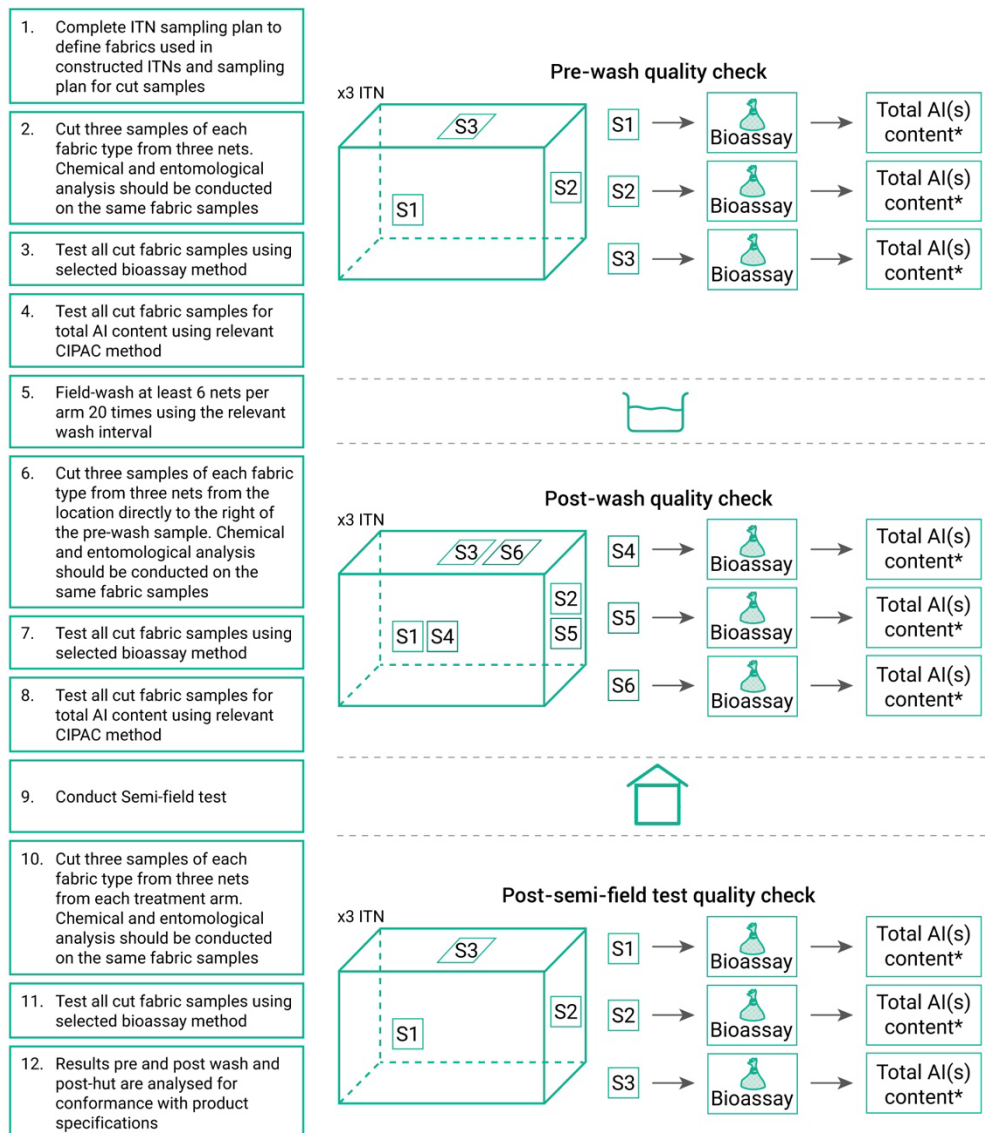 1. Complete ITN sampling plan to
define fabrics used in
constructed ITNs and sampling
plan for cut samples
2. Cut three samples of each
fabric type from three nets.
Chemical and entomological
analysis should be conducted
on the same fabric samples
3. Test all cut fabric samples using
selected bioassay method
4. Test all cut fabric samples for
total AI content using relevant
CIPAC method
5. Field-wash at least 6 nets per
arm 20 times using the relevant
wash interval
6. Cut three samples of each fabric
type from three nets from the
location directly to the right of
the pre-wash sample. Chemical
and entomological analysis
should be conducted on the
same fabric samples
7. Test all cut fabric samples using
selected bioassay method
8. Test all cut fabric samples for
total AI content using relevant
CIPAC method
9. Conduct Semi-field test
10. Cut three samples of each
fabric type from three nets
from each treatment arm.
Chemical and entomological
analysis should be conducted
on the same fabric samples
11. Test all cut fabric samples using
selected bioassay method
12. Results pre and post wash and
post-hut are analysed for
conformance with product
specifications
Pre-wash quality check
x3 ITN
S3
S2
S1
S1
Bioassay
Total AI(s)
content*
S2
Bioassay
Total AI(s)
content*
S3
Bioassay
Total AI(s)
content*
Post-wash quality check
x3 ITN
S3 S6
S2
S1 S4
S5
S4
Bioassay
Total AI(s)
content*
S5
Bioassay
Total AI(s)
content*
S6
Bioassay
Total AI(s)
content*
Post-semi-field test quality check
x3 ITN
S3
S2
S1
S1
Bioassay
Total AI(s)
content*
S2
Bioassay
Total AI(s)
content*
S3
Bioassay
Total AI(s)
content*